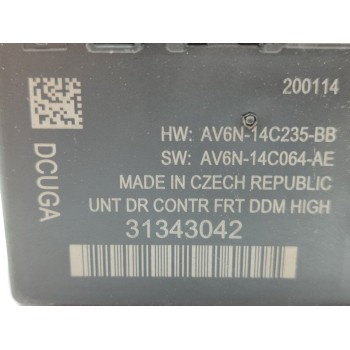 200114
HW: AV6N-14C235-BB
SW: AV6N-14C064-AE
MADE IN CZECH REPUBLIC
UNT DR CONTR FRT DDM HIGH
31343042
DCUGA